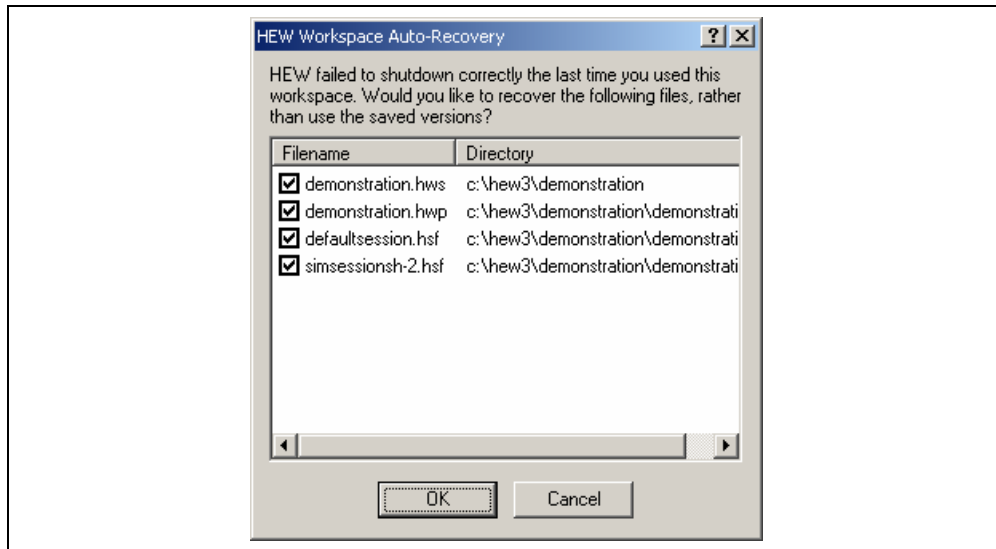 HEW Workspace Auto-Recovery
HEW failed to shutdown correctly the last time you used this
workspace. Would you like to recover the following files, rather
than use the saved versions?
Filename Directory
demonstration.hws c:\hew3\demonstration
demonstration.hwp c:\hew3\demonstration\demonstrati
defaultsession.hsf c:\hew3\demonstration\demonstrati
simsessionsh-2.hsf c:\hew3\demonstration\demonstrati
OK Cancel